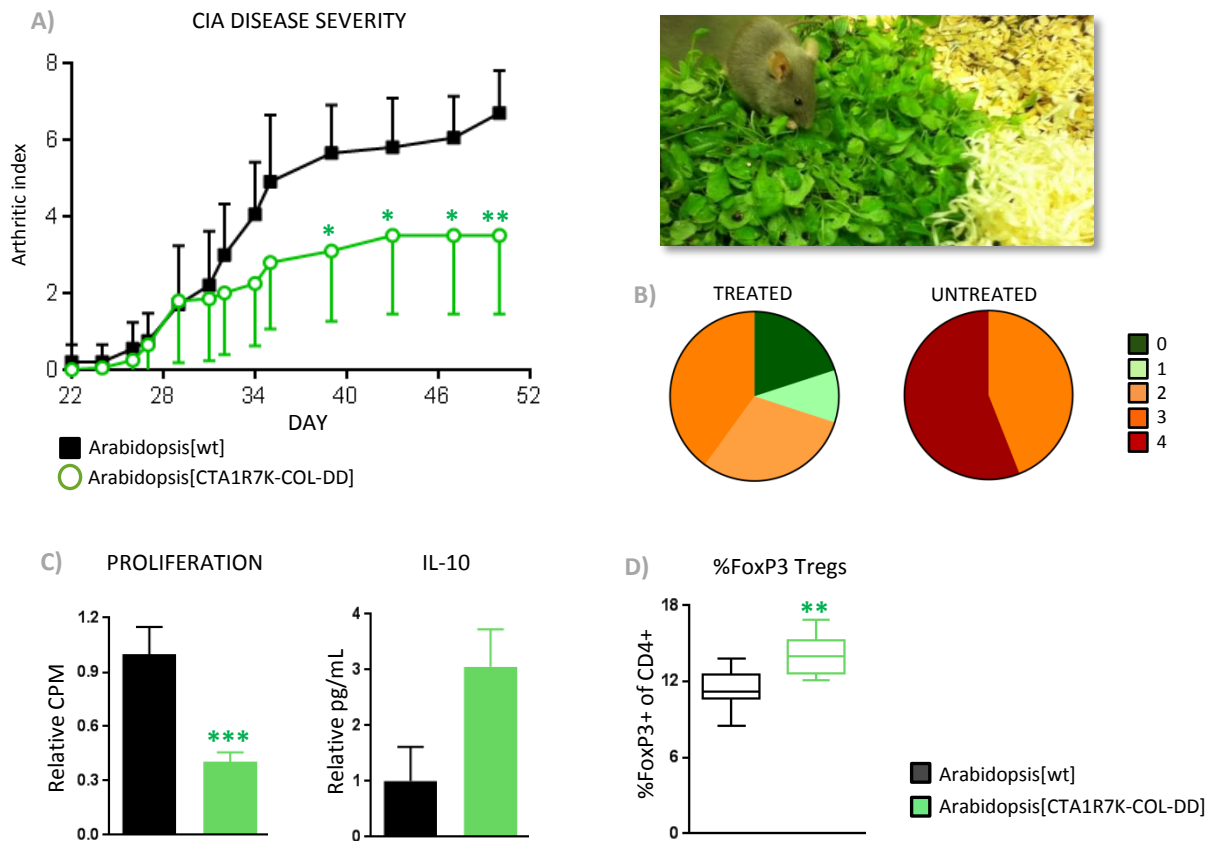 A)
CIA DISEASE SEVERITY
Arthritic index
8
6
4
2
0
* * * **
22 28 34 40 46 52
DAY
Arabidopsis[wt]
Arabidopsis[CTA1R7K-COL-DD]
B)
TREATED
UNTREATED
0
1
2
3
4
C)
PROLIFERATION
Relative CPM
1.2
0.9
0.6
0.3
0.0
***
IL-10
Relative pg/mL
4
3
2
1
0
D)
%FoxP3 Tregs
%FoxP3+ of CD4+
18
12
6
0
**
Arabidopsis[wt]
Arabidopsis[CTA1R7K-COL-DD]